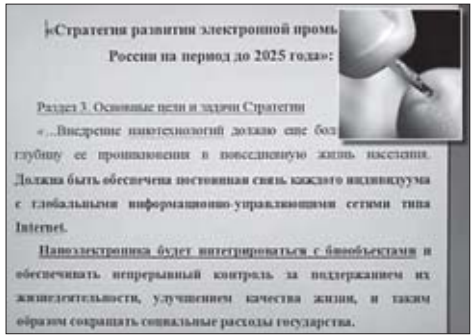 «Стратегия развития электронной промы
России на период до 2025 года»:
Раздел 3. Основные цели и задачи Стратегии
«...Внедрение нанотехнологий должно еще бол
глубину ее проникновения в повседневную жизнь населения.
Должна быть обеспечена постоянная связь каждого индивидуума
с глобальными информационно-управляющими сетями типа
Internet.
Наноэлектроника будет интегрироваться с биообъектами и
обеспечивать непрерывный контроль за поддержанием их
жизнедеятельности, улучшением качества жизни, и таким
образом сокращать социальные расходы государства.